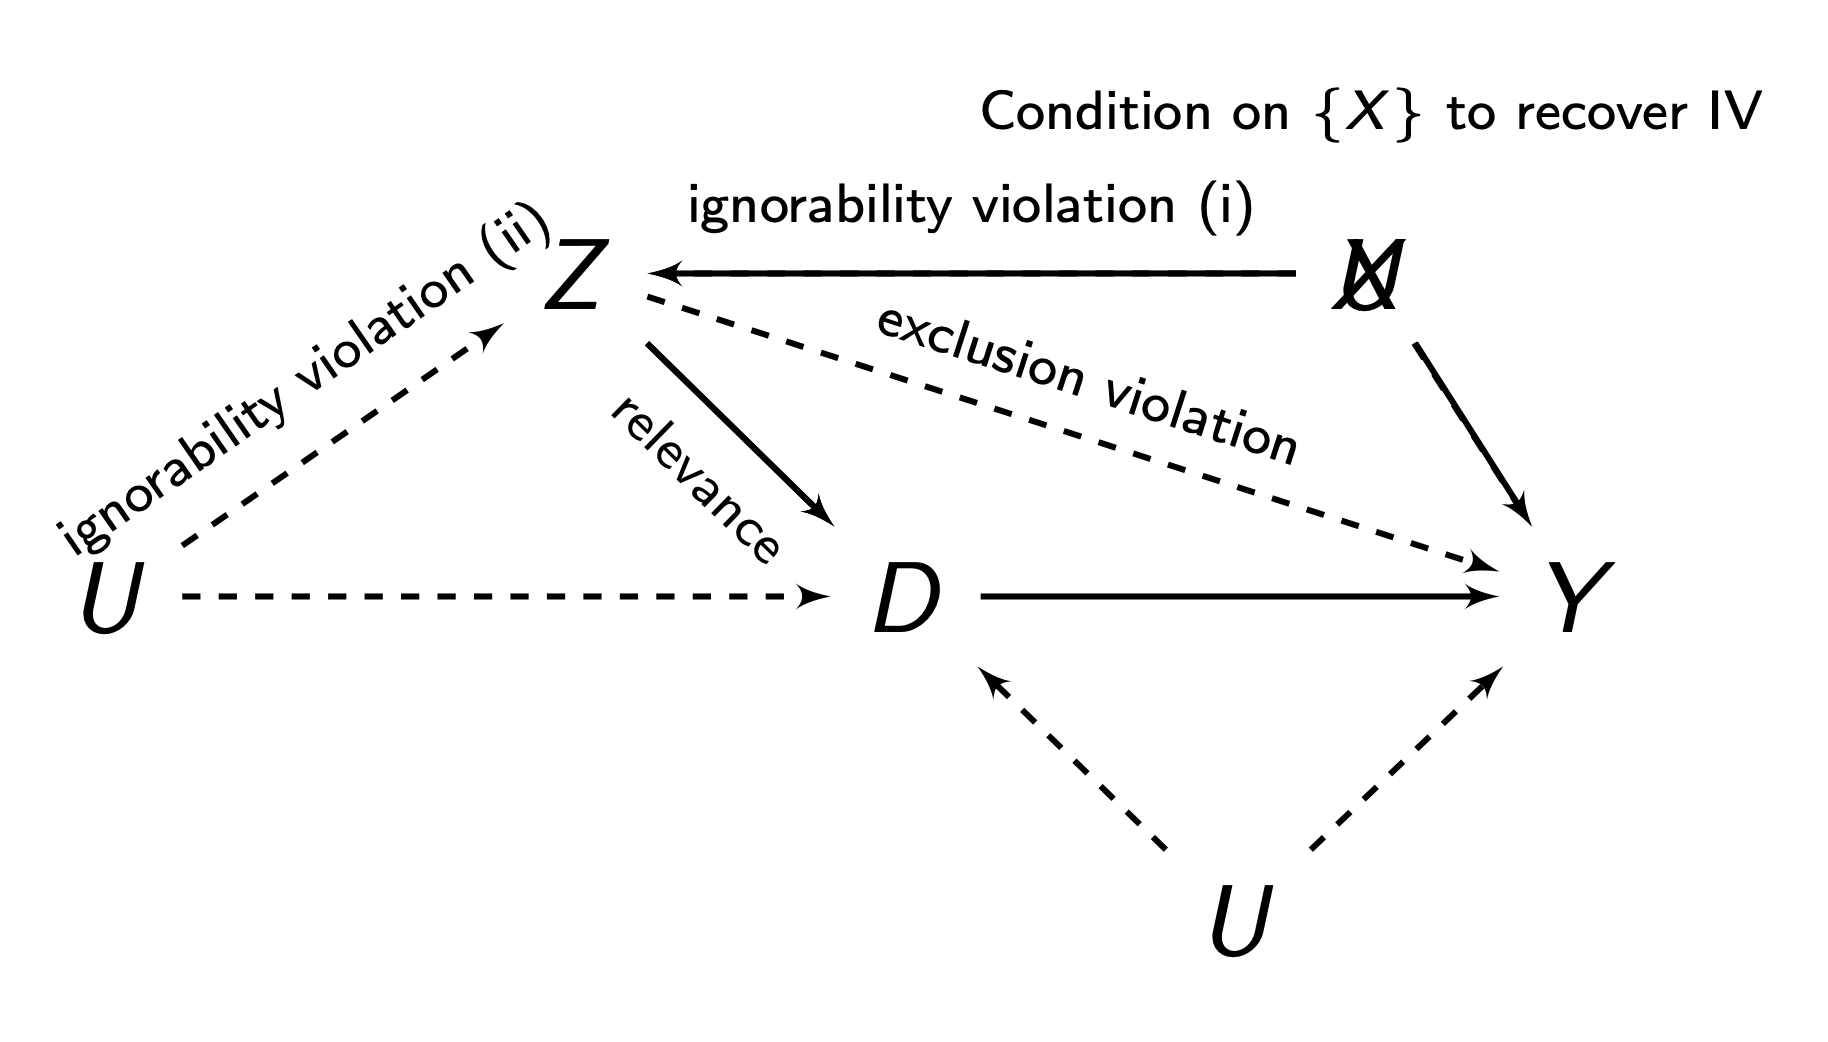 Condition on {X} to recover IV
ignorability violation (i)
ignorability violation (ii)
Z
exclusion violation
relevance
U
D
Y
U